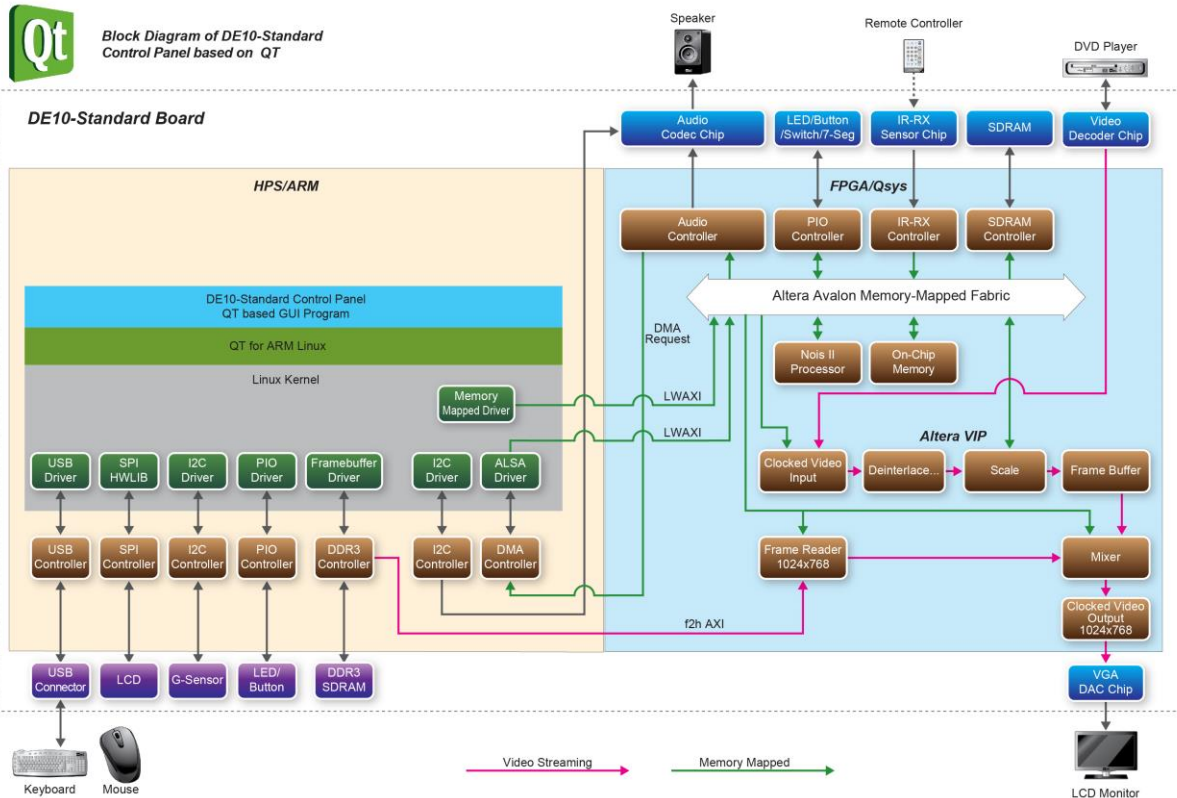 Qt
Block Diagram of DE10-Standard
Control Panel based on QT
Speaker
Remote Controller
DVD Player
DE10-Standard Board
Audio
Codec Chip
LED/Button
/Switch/7-Seg
IR-RX
Sensor Chip
SDRAM
Video
Decoder Chip
HPS/ARM
FPGA/Qsys
Audio
Controller
PIO
Controller
IR-RX
Controller
SDRAM
Controller
DE10-Standard Control Panel
QT based GUI Program
Altera Avalon Memory-Mapped Fabric
QT for ARM Linux
DMA
Request
Nois II
Processor
On-Chip
Memory
Linux Kernel
Memory
Mapped Driver
LWAXI
LWAXI
Altera VIP
USB
Driver
SPI
HWLIB
I2C
Driver
PIO
Driver
Framebuffer
Driver
I2C
Driver
ALSA
Driver
Clocked Video
Input
Deinterlace...
Scale
Frame Buffer
USB
Controller
SPI
Controller
I2C
Controller
PIO
Controller
DDR3
Controller
I2C
Controller
DMA
Controller
Frame Reader
1024x768
Mixer
f2h AXI
Clocked Video
Output
1024x768
USB
Connector
LCD
G-Sensor
LED/
Button
DDR3
SDRAM
VGA
DAC Chip
Video Streaming
Memory Mapped
Keyboard
Mouse
LCD Monitor